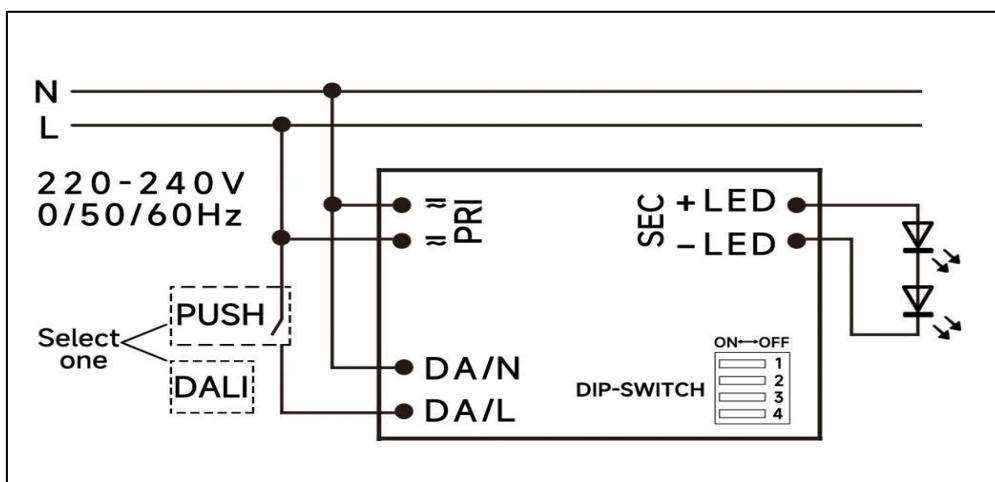 N
L
220-240V
0/50/60Hz
≂
≂
PRI
SEC
+LED
-LED
PUSH
Select
one
DALI
DA/N
DA/L
DIP-SWITCH
ON↔OFF
1
2
3
4